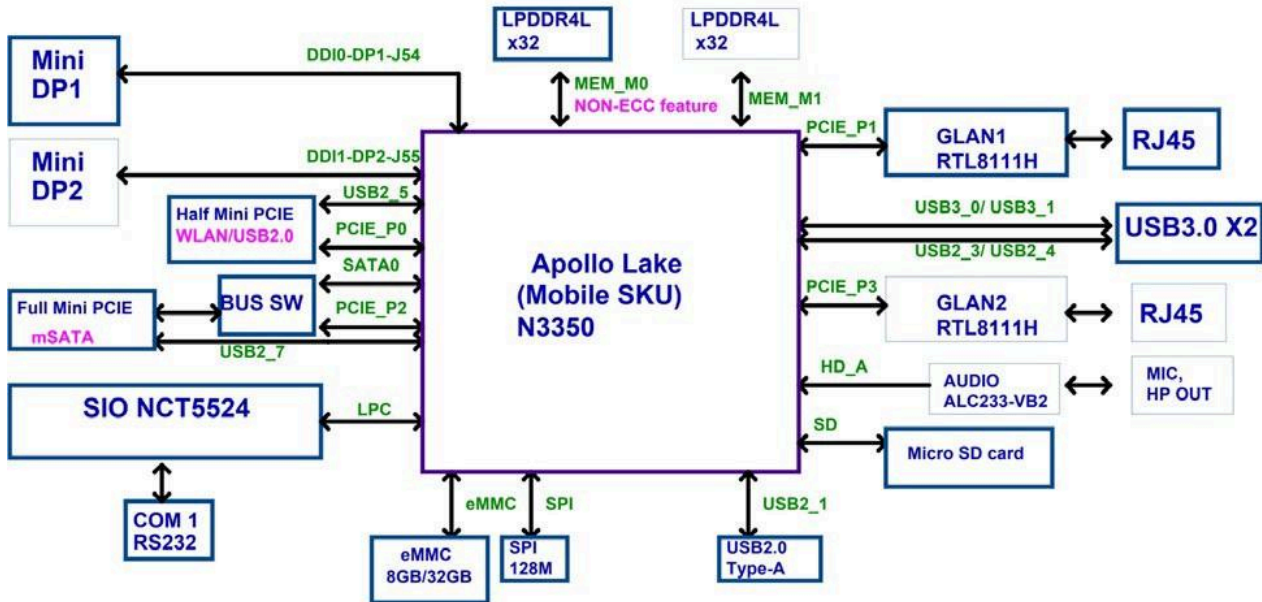 LPDDR4L
x32
LPDDR4L
x32
Mini
DP1
DDI0-DP1-J54
MEM_M0
NON-ECC feature
MEM_M1
PCIE_P1
GLAN1
RTL8111H
RJ45
Mini
DP2
DDI1-DP2-J55
USB2_5
Half Mini PCIE
WLAN/USB2.0
PCIE_P0
SATA0
USB3_0/ USB3_1
USB2_3/ USB2_4
USB3.0 X2
Apollo Lake
(Mobile SKU)
N3350
Full Mini PCIE
mSATA
BUS SW
PCIE_P2
USB2_7
PCIE_P3
GLAN2
RTL8111H
RJ45
SIO NCT5524
LPC
HD_A
AUDIO
ALC233-VB2
MIC,
HP OUT
SD
Micro SD card
COM 1
RS232
eMMC
SPI
USB2_1
eMMC
8GB/32GB
SPI
128M
USB2.0
Type-A